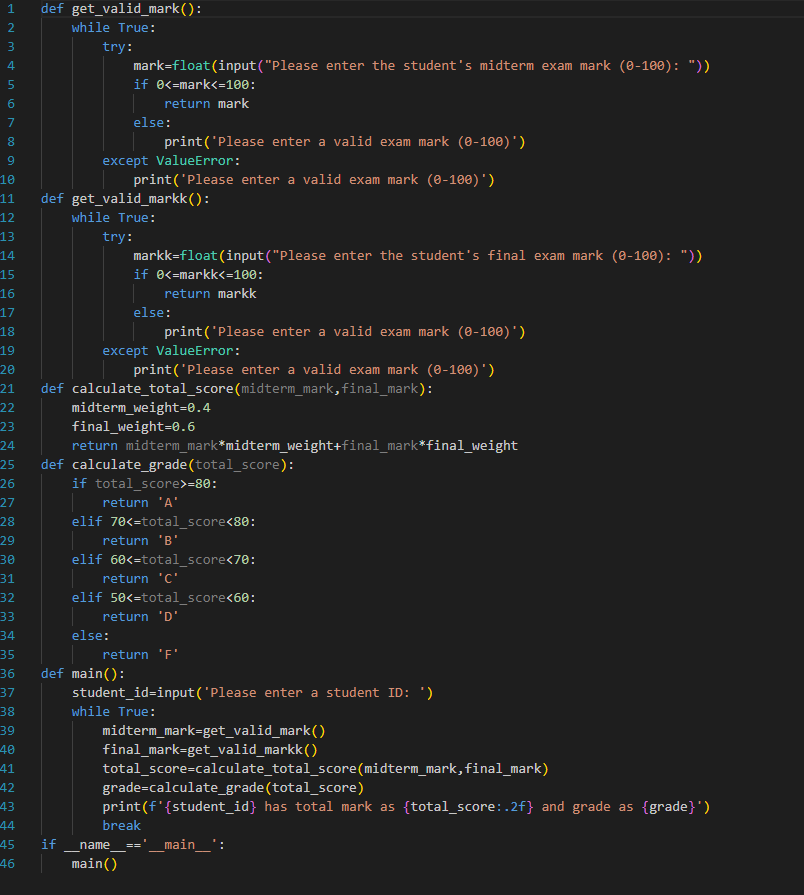 1 def get_valid_mark():
2     while True:
3         try:
4             mark=float(input("Please enter the student's midterm exam mark (0-100): "))
5             if 0<=mark<=100:
6                 return mark
7             else:
8                 print('Please enter a valid exam mark (0-100)')
9         except ValueError:
10             print('Please enter a valid exam mark (0-100)')
11 def get_valid_markk():
12     while True:
13         try:
14             markk=float(input("Please enter the student's final exam mark (0-100): "))
15             if 0<=markk<=100:
16                 return markk
17             else:
18                 print('Please enter a valid exam mark (0-100)')
19         except ValueError:
20             print('Please enter a valid exam mark (0-100)')
21 def calculate_total_score(midterm_mark,final_mark):
22     midterm_weight=0.4
23     final_weight=0.6
24     return midterm_mark*midterm_weight+final_mark*final_weight
25 def calculate_grade(total_score):
26     if total_score>=80:
27         return 'A'
28     elif 70<=total_score<80:
29         return 'B'
30     elif 60<=total_score<70:
31         return 'C'
32     elif 50<=total_score<60:
33         return 'D'
34     else:
35         return 'F'
36 def main():
37     student_id=input('Please enter a student ID: ')
38     while True:
39         midterm_mark=get_valid_mark()
40         final_mark=get_valid_markk()
41         total_score=calculate_total_score(midterm_mark,final_mark)
42         grade=calculate_grade(total_score)
43         print(f'{student_id} has total mark as {total_score:.2f} and grade as {grade}')
44         break
45 if __name__=='__main__':
46     main()